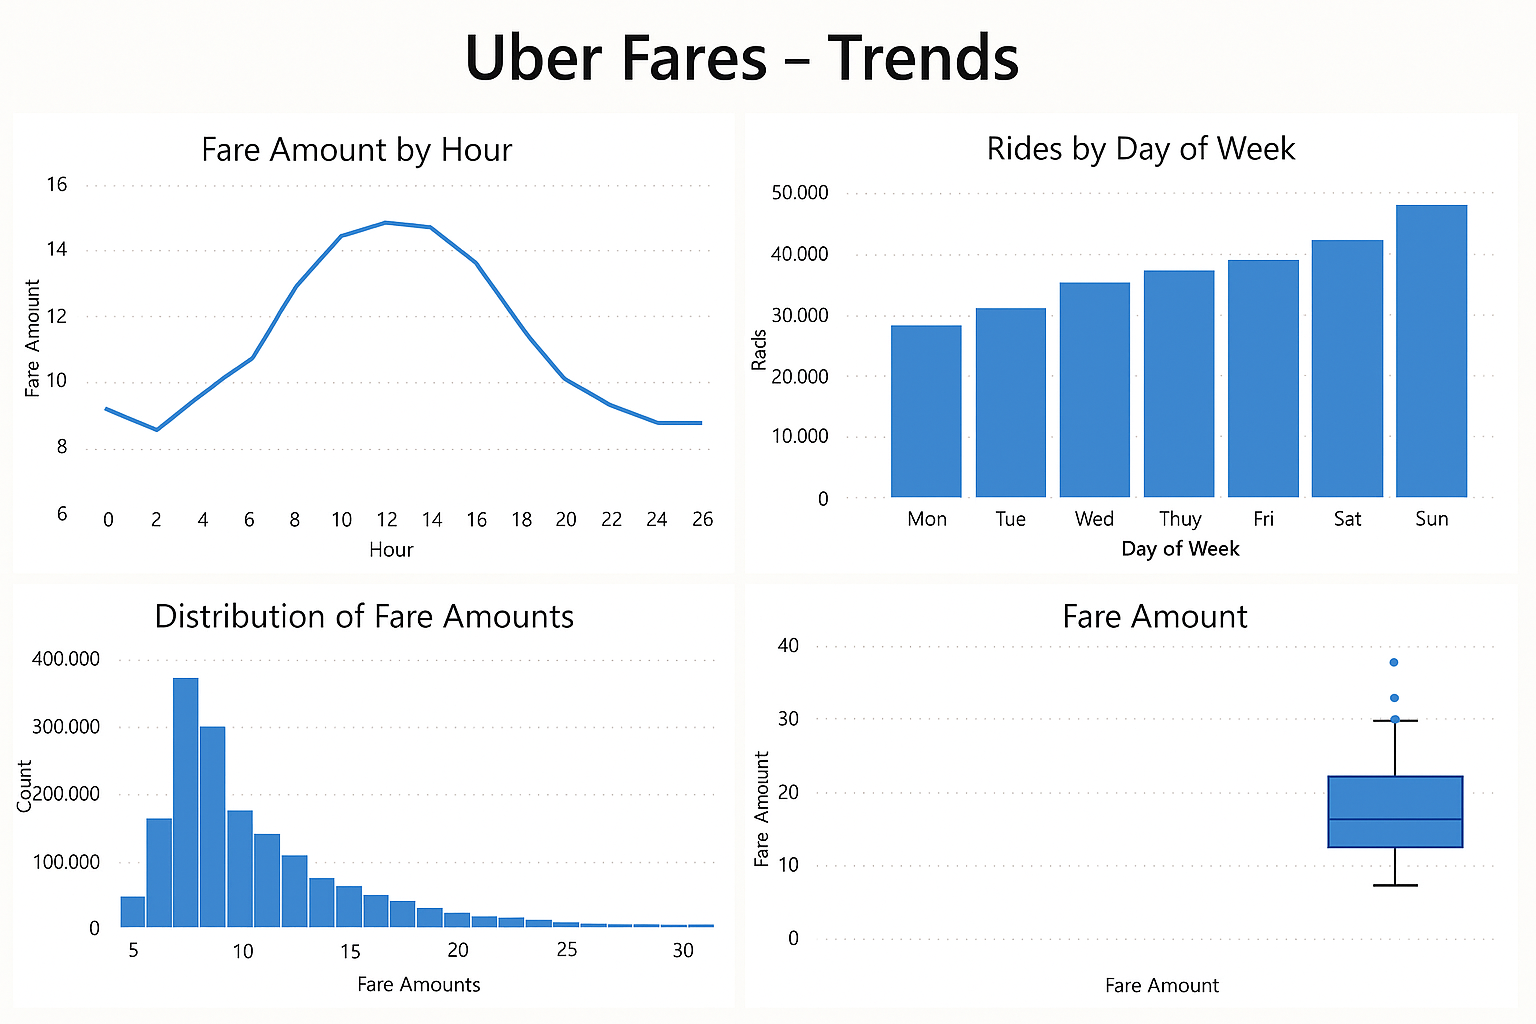 Uber Fares – Trends
Fare Amount by Hour
16
14
12
10
8
6
Fare Amount
0 2 4 6 8 10 12 14 16 18 20 22 24 26
Hour
Rides by Day of Week
50.000
40.000
30.000
20.000
10.000
0
Rads
Mon Tue Wed Thuy Fri Sat Sun
Day of Week
Distribution of Fare Amounts
400.000
300.000
200.000
100.000
0
Count
5 10 15 20 25 30
Fare Amounts
Fare Amount
40
30
20
10
0
Fare Amount
Fare Amount